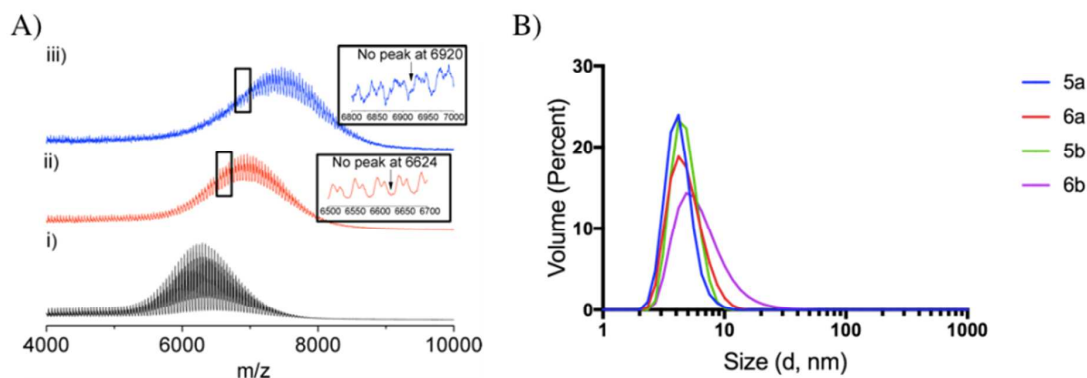 A)
iii)
No peak at 6920
6800 6850 6900 6950 7000
ii)
No peak at 6624
6500 6550 6600 6650 6700
i)
4000 6000 8000 10000
m/z
B)
30
20
10
0
Volume (Percent)
1 10 100 1000
Size (d, nm)
5a
6a
5b
6b